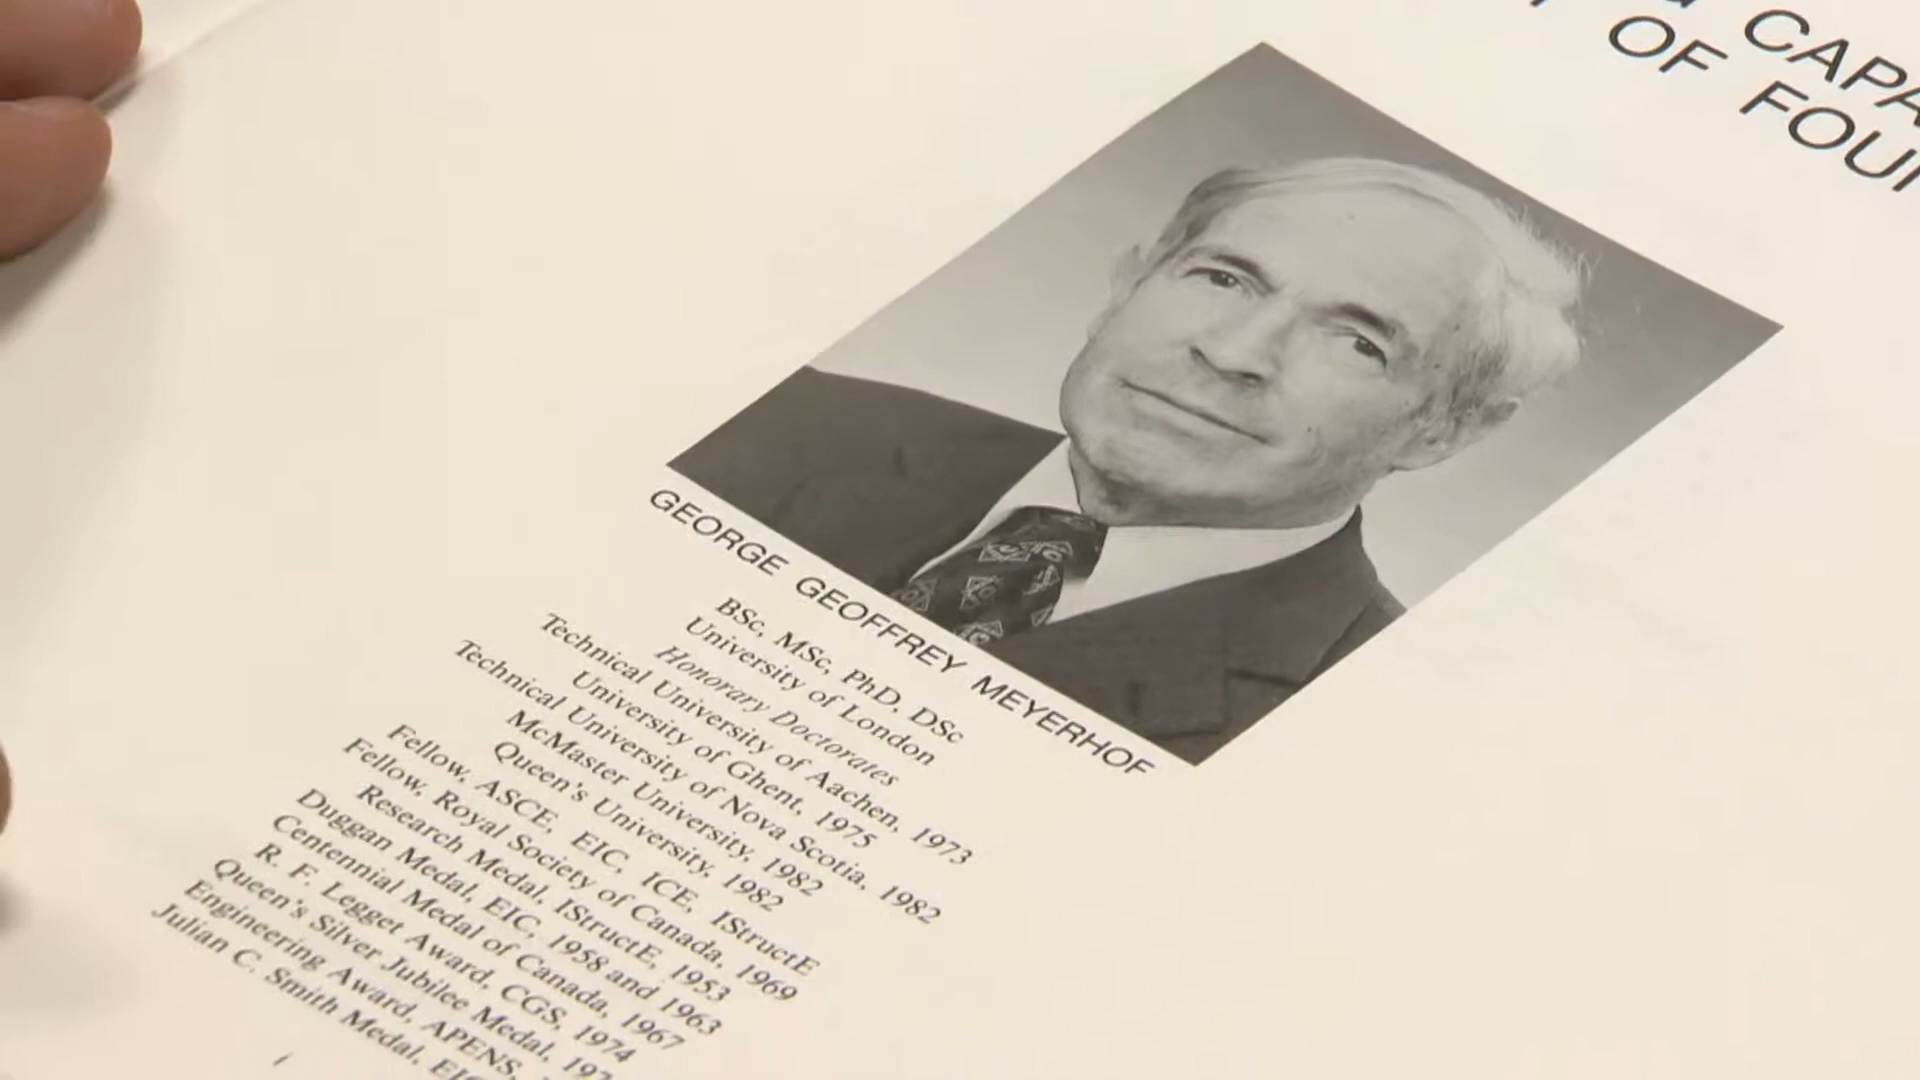 CAPA
OF FOU
GEORGE GEOFFREY MEYERHOF
BSc, MSc, PhD, DSc
University of London
Honorary Doctorates
Technical University of Aachen, 1973
University of Ghent, 1975
Technical University of Nova Scotia, 1982
McMaster University, 1982
Queen's University, 1982
Fellow, ASCE, EIC, ICE, IStructE
Fellow, Royal Society of Canada, 1969
Research Medal, IStructE, 1953
Duggan Medal, EIC, 1958 and 1963
Centennial Medal of Canada, 1967
R. F. Legget Award, CGS, 1974
Queen's Silver Jubilee Medal, 197
Engineering Award, APENS,
Julian C. Smith Medal, EIC